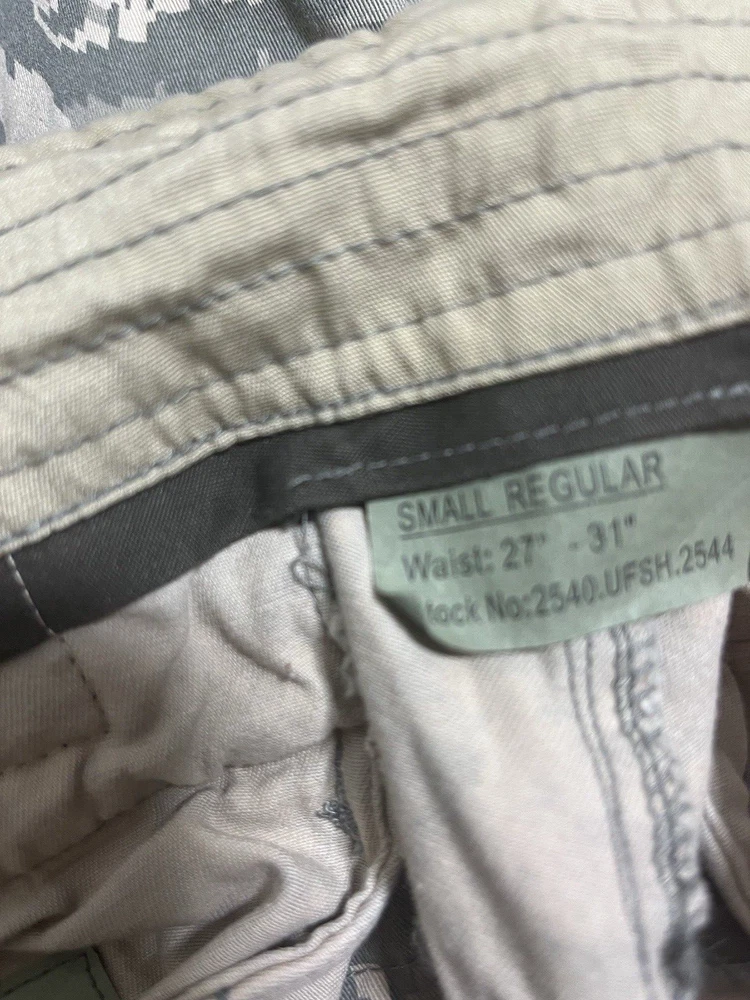 SMALL REGULAR
Waist: 27" - 31"
tock No:2540.UFSH.2544